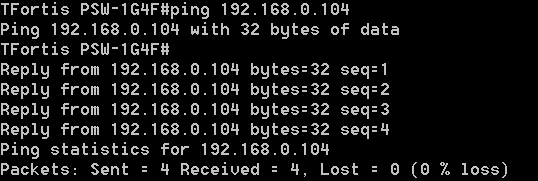 TFortis PSW-1G4F#ping 192.168.0.104
Ping 192.168.0.104 with 32 bytes of data
TFortis PSW-1G4F#
Reply from 192.168.0.104 bytes=32 seq=1
Reply from 192.168.0.104 bytes=32 seq=2
Reply from 192.168.0.104 bytes=32 seq=3
Reply from 192.168.0.104 bytes=32 seq=4
Ping statistics for 192.168.0.104
Packets: Sent = 4 Received = 4, Lost = 0 (0 % loss)